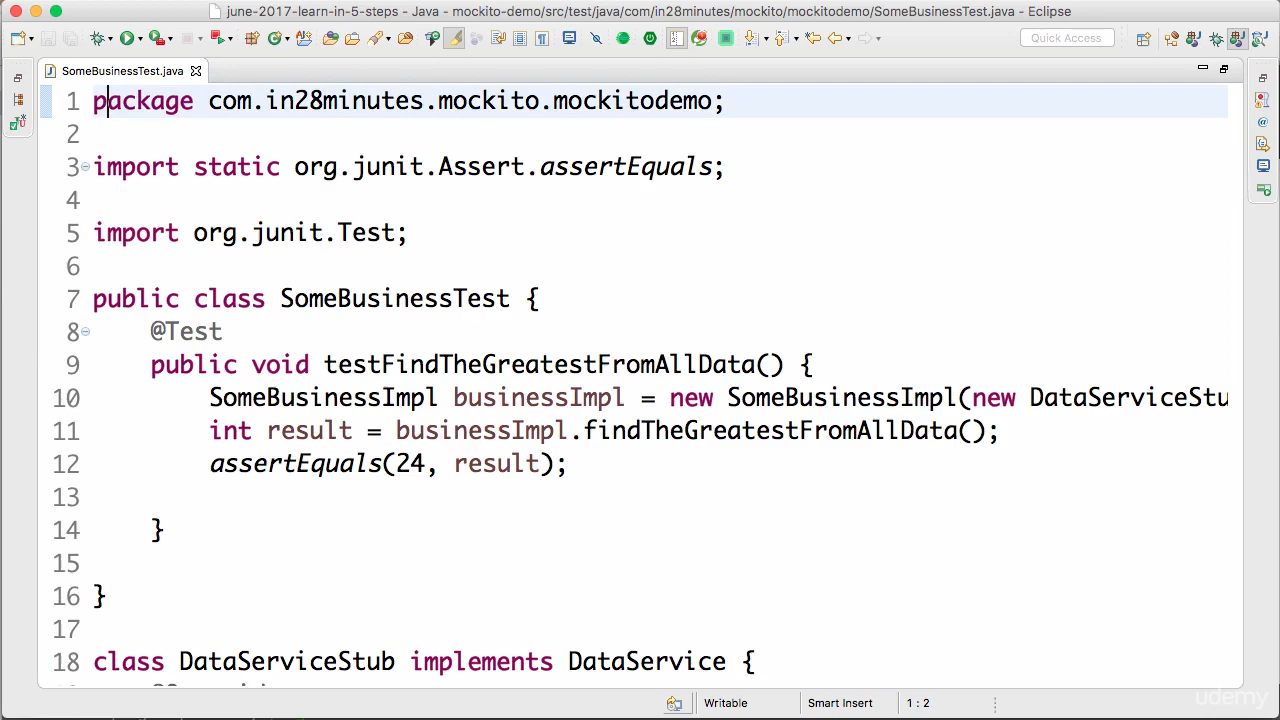 june-2017-learn-in-5-steps - Java - mockito-demo/src/test/java/com/in28minutes/mockito/mockitodemo/SomeBusinessTest.java - Eclipse
Quick Access
SomeBusinessTest.java
1 package com.in28minutes.mockito.mockitodemo;
2
3 import static org.junit.Assert.assertEquals;
4
5 import org.junit.Test;
6
7 public class SomeBusinessTest {
8 @Test
9 public void testFindTheGreatestFromAllData() {
10 SomeBusinessImpl businessImpl = new SomeBusinessImpl(new DataServiceStu
11 int result = businessImpl.findTheGreatestFromAllData();
12 assertEquals(24, result);
13
14 }
15
16 }
17
18 class DataServiceStub implements DataService {
Writable Smart Insert 1 : 2
udemy